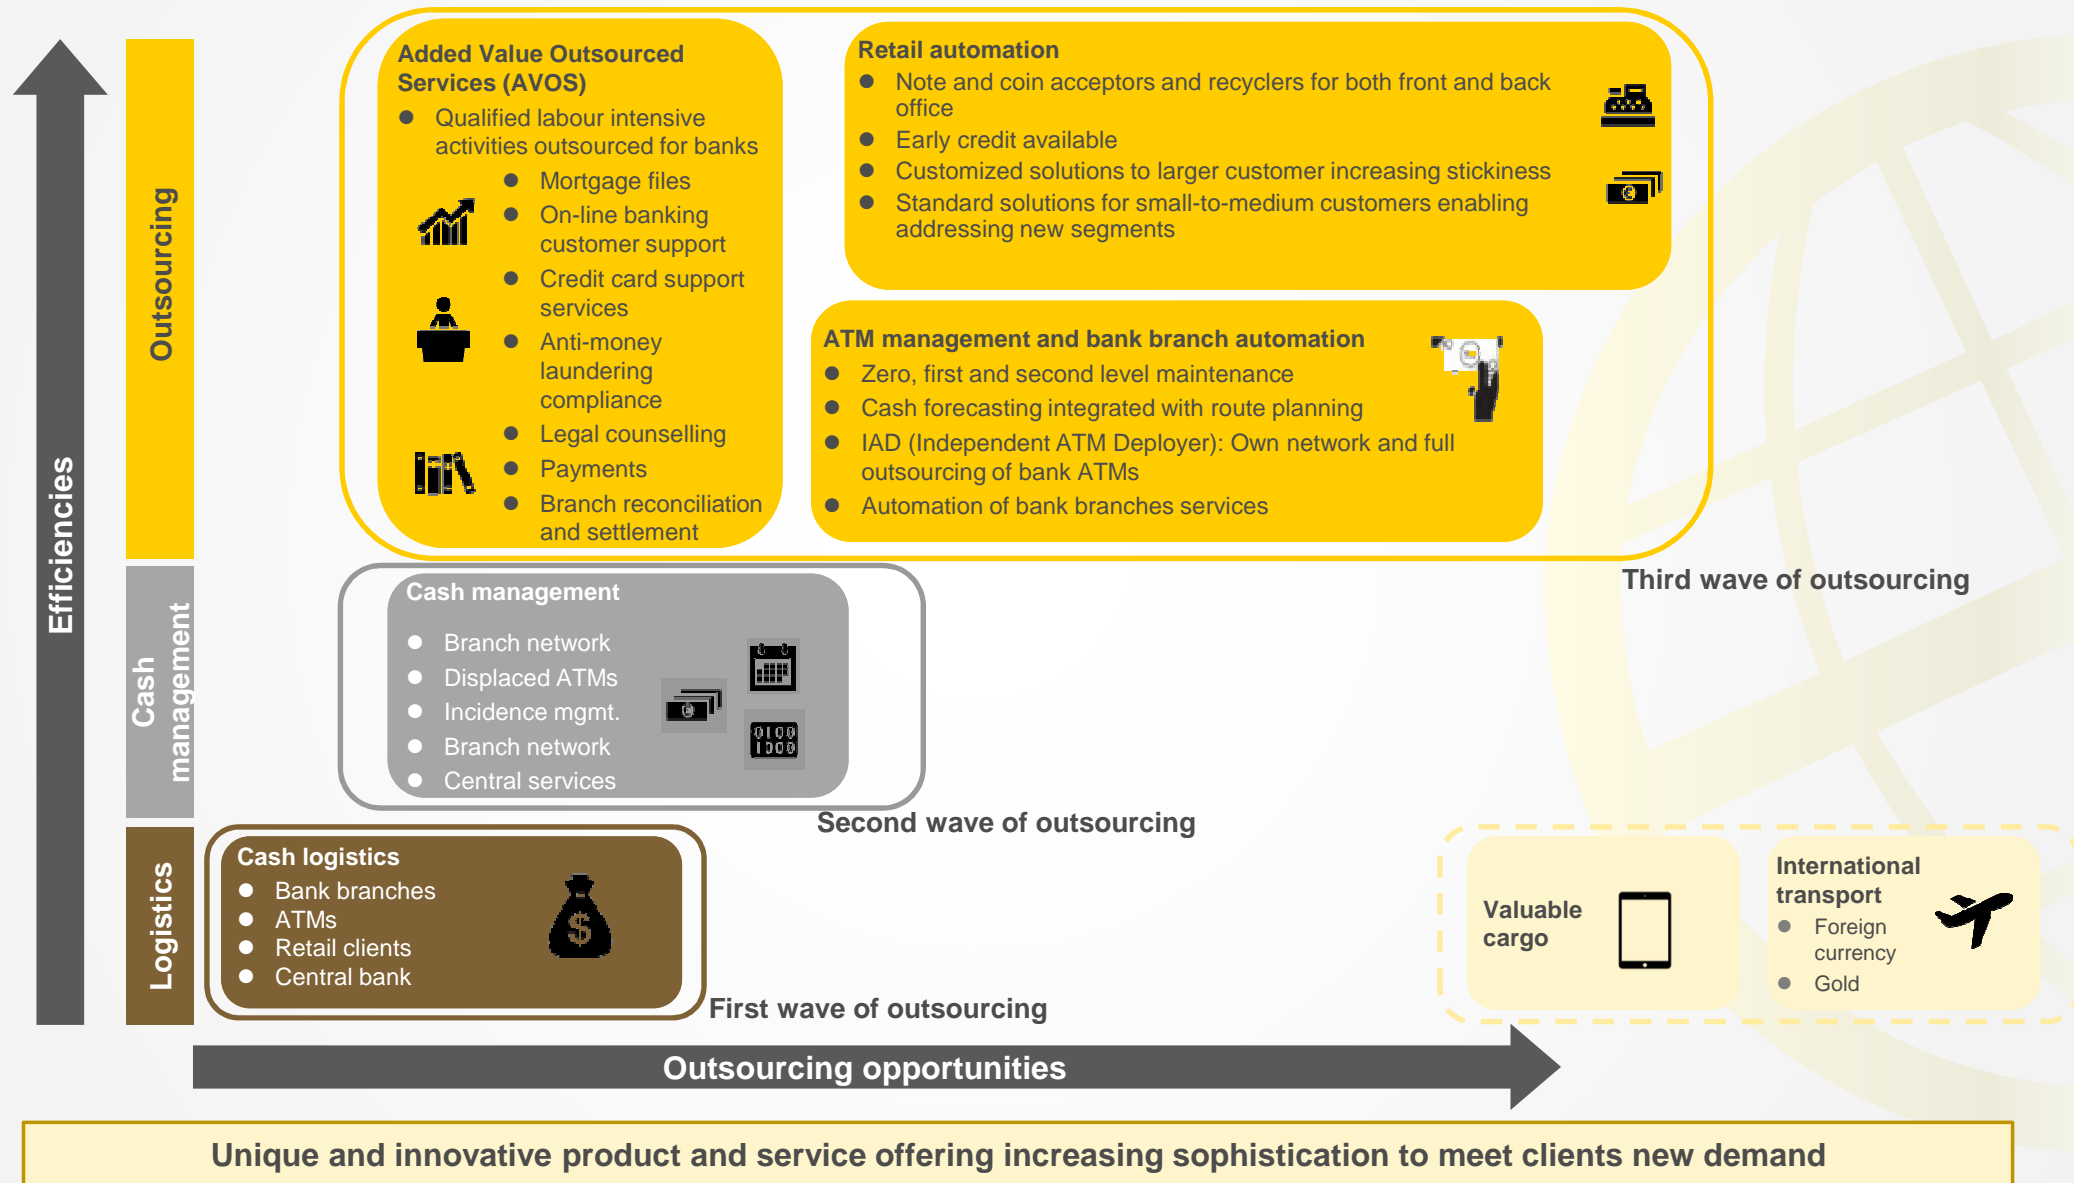 Efficiencies
Outsourcing
Cash
management
Logistics
Added Value Outsourced
Services (AVOS)
● Qualified labour intensive
activities outsourced for banks
● Mortgage files
● On-line banking
customer support
● Credit card support
services
● Anti-money
laundering
compliance
● Legal counselling
● Payments
● Branch reconciliation
and settlement
Retail automation
● Note and coin acceptors and recyclers for both front and back
office
● Early credit available
● Customized solutions to larger customer increasing stickiness
● Standard solutions for small-to-medium customers enabling
addressing new segments
ATM management and bank branch automation
● Zero, first and second level maintenance
● Cash forecasting integrated with route planning
● IAD (Independent ATM Deployer): Own network and full
outsourcing of bank ATMs
● Automation of bank branches services
Third wave of outsourcing
Cash management
● Branch network
● Displaced ATMs
● Incidence mgmt.
● Branch network
● Central services
0100
1000
Second wave of outsourcing
Cash logistics
● Bank branches
● ATMs
● Retail clients
● Central bank
$
First wave of outsourcing
Valuable
cargo
International
transport
● Foreign
currency
● Gold
Outsourcing opportunities
Unique and innovative product and service offering increasing sophistication to meet clients new demand